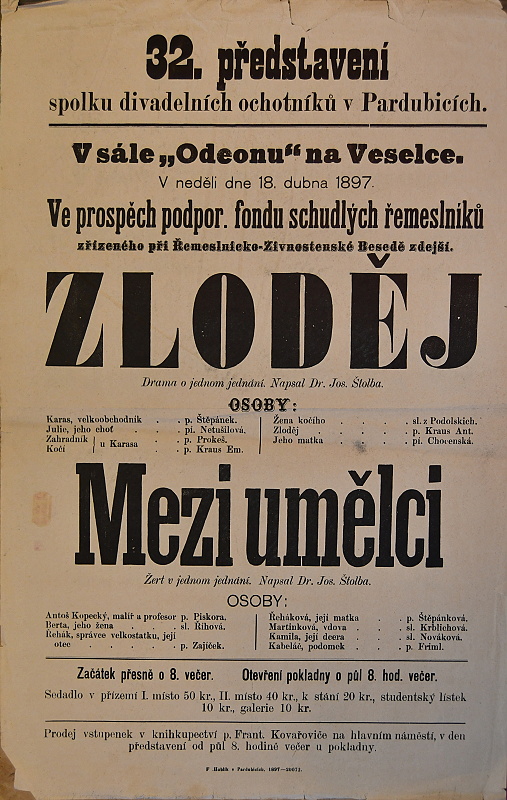 32. představení
spolku divadelních ochotníků v Pardubicích.
V sále „Odeonu“ na Veselce.
V neděli dne 18. dubna 1897.
Ve prospěch podpor. fondu schudlých řemeslníků
zřízeného při Řemeslnicko-Živnostenské Besedě zdejší.
ZLODĚJ
Drama o jednom jednání. Napsal Dr. Jos. Štolba.
OSOBY:
Karas, velkoobchodník . . p. Štěpánek.
Julie, jeho choť . . pí. Netušilová.
Zahradník } u Karasa . . p. Prokeš.
Kočí } . . p. Kraus Em.
Žena kočího . . . . sl. z Podolských.
Zloděj . . . . . p. Kraus Ant.
Jeho matka . . . . pí. Chocenská.
Mezi umělci
Žert v jednom jednání. Napsal Dr. Jos. Štolba.
OSOBY:
Antoš Kopecký, malíř a profesor p. Piskora.
Berta, jeho žena . . . sl. Říhová.
Řehák, správce velkostatku, její
otec . . . . . . p. Zajíček.
Řeháková, její matka . . p. Štěpánková.
Martinková, vdova . . sl. Krblichová.
Kamila, její dcera . . sl. Nováková.
Kabeláč, podomek . . . p. Friml.
Začátek přesně o 8. večer. Otevření pokladny o půl 8. hod. večer.
Sedadlo v přízemí I. místo 50 kr., II. místo 40 kr., k stání 20 kr., studentský lístek
10 kr., galerie 10 kr.
Prodej vstupenek v knihkupectví p. Frant. Kovařoviče na hlavním náměstí, v den
představení od půl 8. hodině večer u pokladny.
F Hoblík v Pardubicích, 1897